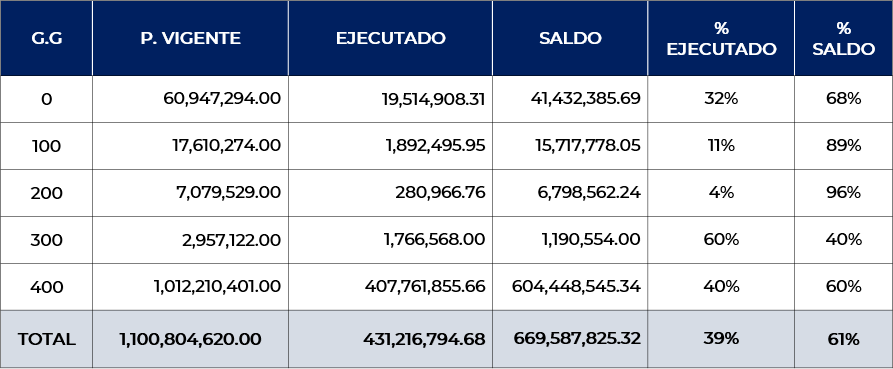 G.G P. VIGENTE EJECUTADO SALDO % EJECUTADO % SALDO
0 60,947,294.00 19,514,908.31 41,432,385.69 32% 68%
100 17,610,274.00 1,892,495.95 15,717,778.05 11% 89%
200 7,079,529.00 280,966.76 6,798,562.24 4% 96%
300 2,957,122.00 1,766,568.00 1,190,554.00 60% 40%
400 1,012,210,401.00 407,761,855.66 604,448,545.34 40% 60%
TOTAL 1,100,804,620.00 431,216,794.68 669,587,825.32 39% 61%